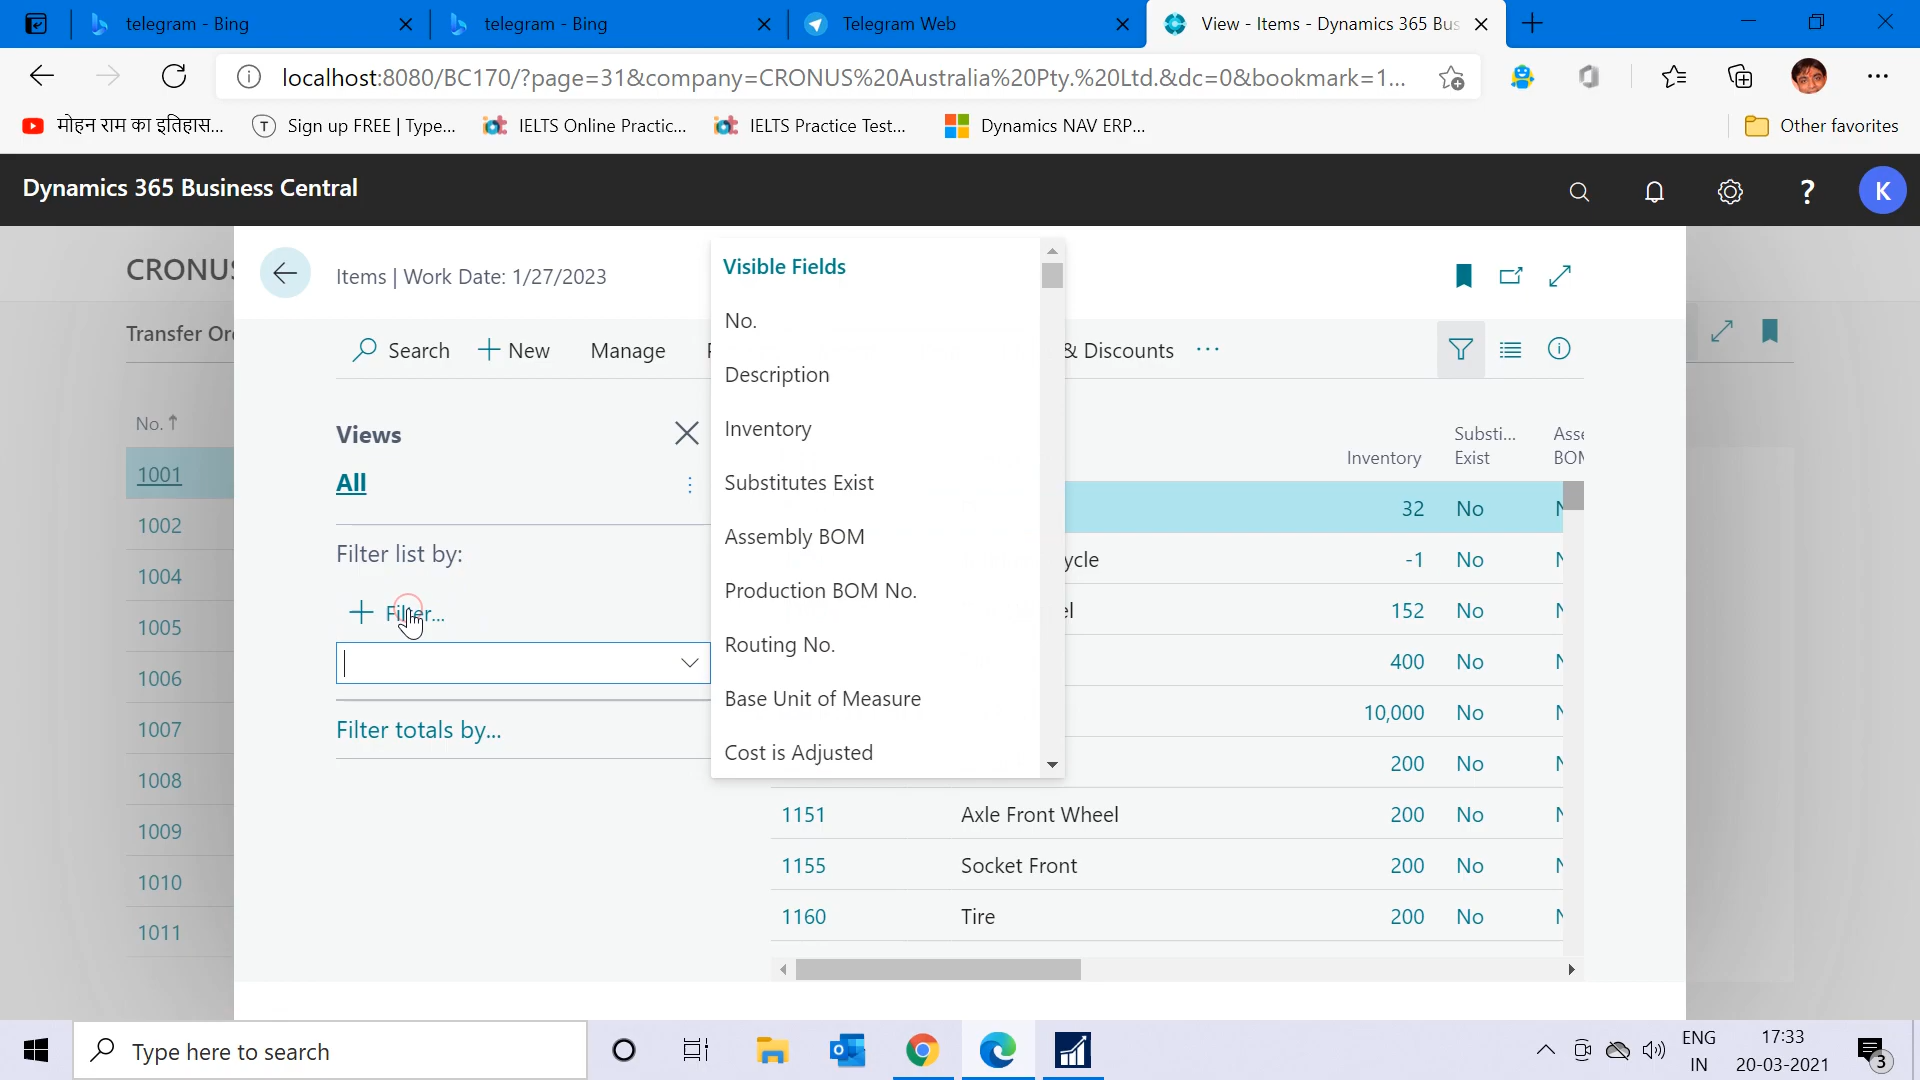 telegram - Bing
telegram - Bing
Telegram Web
View - Items - Dynamics 365 Bus
localhost:8080/BC170/?page=31&company=CRONUS%20Australia%20Pty.%20Ltd.&dc=0&bookmark=1...
मोहन राम का इतिहास...
Sign up FREE | Type...
IELTS Online Practic...
IELTS Practice Test...
Dynamics NAV ERP...
Other favorites
Dynamics 365 Business Central
?
K
CRONUS
Transfer Or
No. ↑
1001
1002
1004
1005
1006
1007
1008
1009
1010
1011
Items | Work Date: 1/27/2023
Search
+ New
Manage
& Discounts
...
Views
All
Filter list by:
+ Filter...
Filter totals by...
Visible Fields
No.
Description
Inventory
Substitutes Exist
Assembly BOM
Production BOM No.
Routing No.
Base Unit of Measure
Cost is Adjusted
Inventory
Substi...
Exist
Asse
BOM
32 No
ycle -1 No
el 152 No
400 No
10,000 No
200 No
1151 Axle Front Wheel 200 No
1155 Socket Front 200 No
1160 Tire 200 No
Type here to search
ENG
IN
17:33
20-03-2021
3